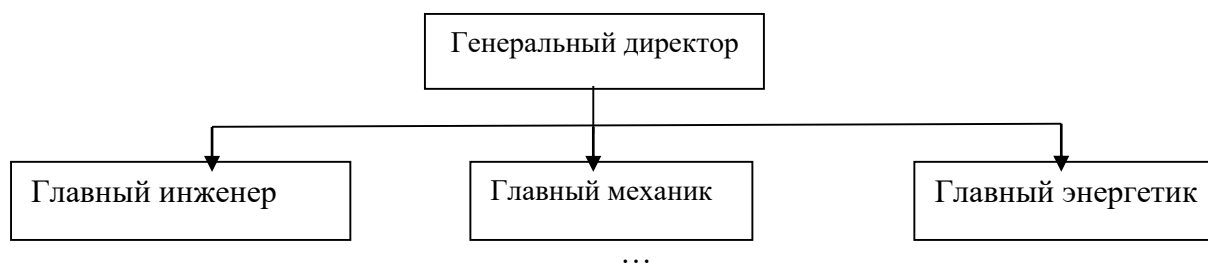 Генеральный директор
Главный инженер
Главный механик
Главный энергетик
…